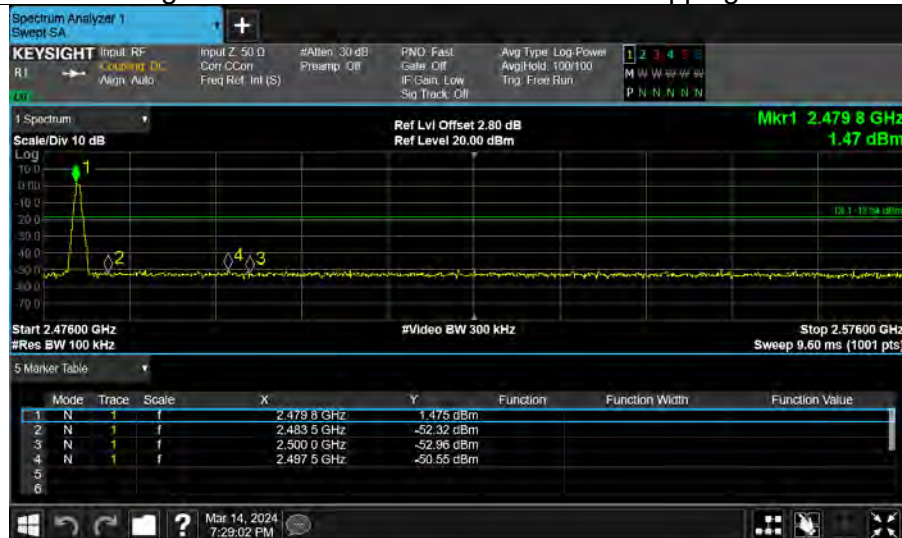 Spectrum Analyzer 1
Swept SA
+
KEYSIGHT Input: RF Input Z: 50 Ω #Atten: 30 dB PNO: Fast Avg Type: Log-Power 1 2 3 4 5 6
R1 Coupling: DC Corr CCorr Preamp: Off Gate: Off Avg|Hold: 100/100 M W W W W W
Align: Auto Freq Ref: Int (S) IF Gain: Low Trig: Free Run
Sig Track: Off P N N N N N
1 Spectrum Ref Lvl Offset 2.80 dB Mkr1 2.479 8 GHz
Scale/Div 10 dB Ref Level 20.00 dBm 1.47 dBm
Log
10.0
0.00
-10.0
-20.0
-30.0
-40.0
-50.0
-60.0
-70.0
1
2
4
3
Start 2.47600 GHz #Video BW 300 kHz Stop 2.57600 GHz
#Res BW 100 kHz Sweep 9.60 ms (1001 pts)
5 Marker Table
Mode Trace Scale X Y Function Function Width Function Value
1 N 1 f 2.479 8 GHz 1.475 dBm
2 N 1 f 2.483 5 GHz -52.32 dBm
3 N 1 f 2.500 0 GHz -52.96 dBm
4 N 1 f 2.497 5 GHz -50.55 dBm
5
6
? Mar 14, 2024
7:29:02 PM